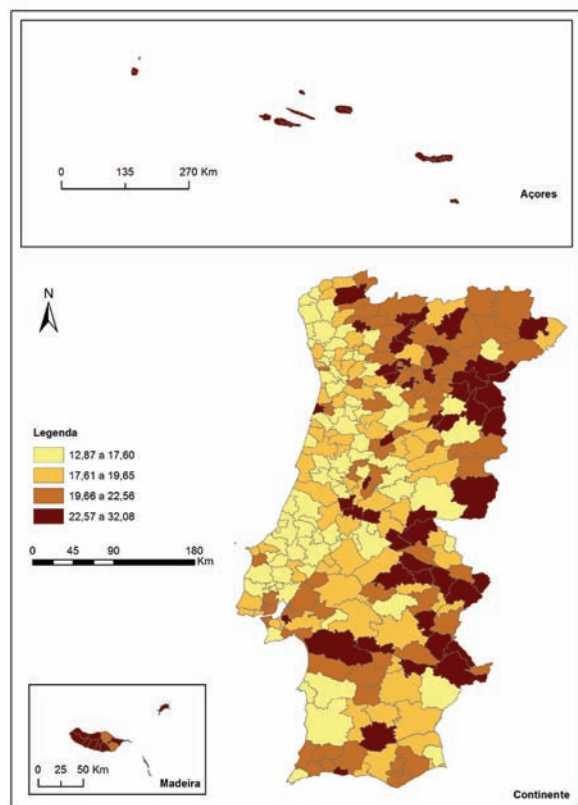 0 135 270 Km
Açores
N
Legenda
12,87 a 17,60
17,61 a 19,65
19,66 a 22,56
22,57 a 32,08
0 45 90 180
Km
0 25 50 Km
Madeira
Continente